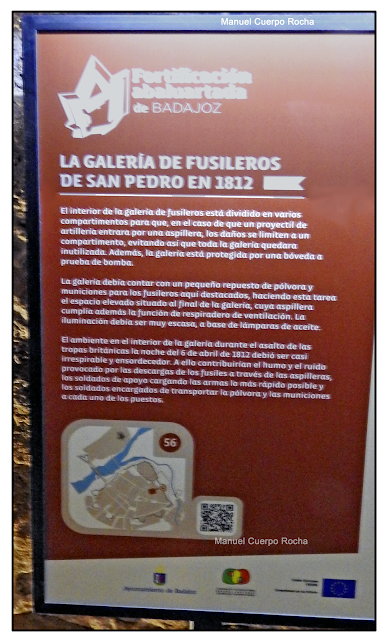 Manuel Cuerpo Rocha
Fortificación
abaluartada
de BADAJOZ
LA GALERÍA DE FUSILEROS
DE SAN PEDRO EN 1812
El interior de la galería de fusileros está dividido en varios
compartimentos para que, en el caso de que un proyectil de
artillería entrara por una aspillera, los daños se limiten a un
compartimento, evitando así que toda la galería quedara
inutilizada. Además, la galería está protegida por una bóveda a
prueba de bomba.
La galería debía contar con un pequeño repuesto de pólvora y
municiones para los fusileros aquí destacados, haciendo esta tarea
el espacio elevado situado al final de la galería, cuya aspillera
cumplía además la función de respiradero de ventilación. La
iluminación debía ser muy escasa, a base de lámparas de aceite.
El ambiente en el interior de la galería durante el asalto de las
tropas británicas la noche del 6 de abril de 1812 debió ser casi
irrespirable y ensordecedor. A ello contribuirían el humo y el ruido
provocado por las descargas de los fusiles a través de las aspilleras,
los soldados de apoyo cargando las armas lo más rápido posible y
los soldados encargados de transportar la pólvora y las municiones
a cada uno de los puestos.
56
Manuel Cuerpo Rocha
Ayuntamiento de Badajoz